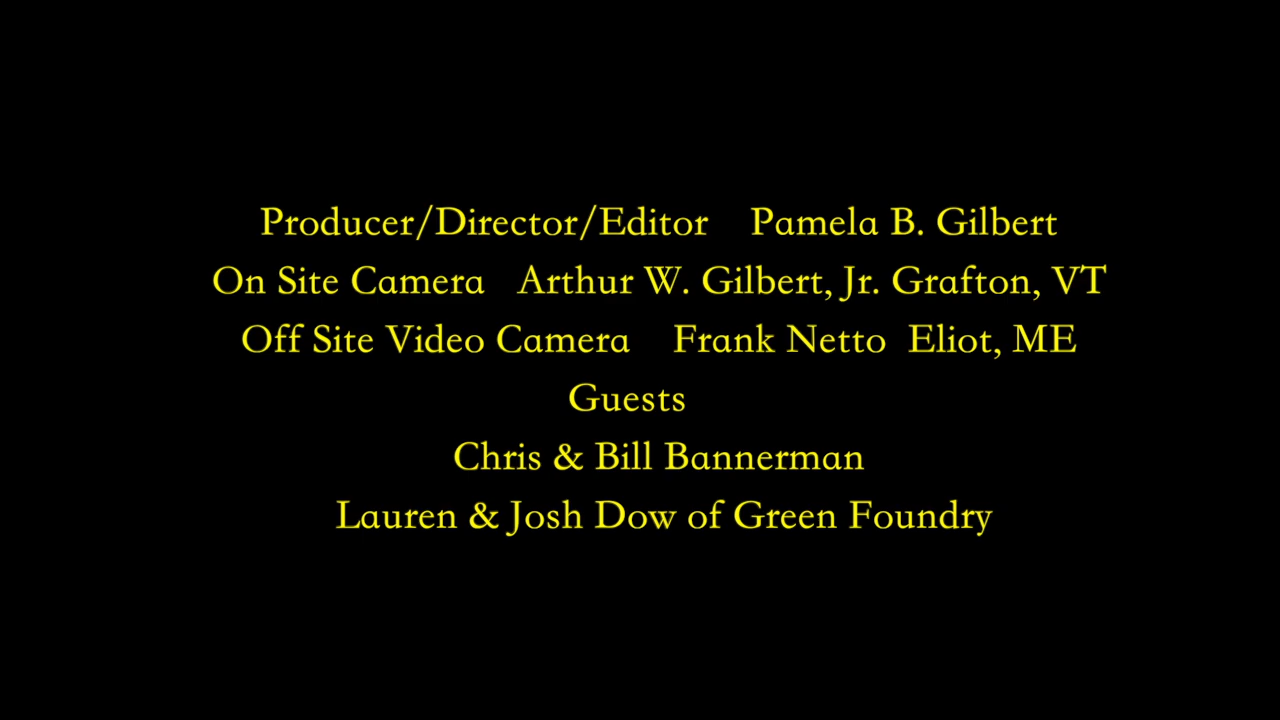 Producer/Director/Editor    Pamela B. Gilbert
On Site Camera   Arthur W. Gilbert, Jr. Grafton, VT
Off Site Video Camera    Frank Netto  Eliot, ME
Guests
Chris & Bill Bannerman
Lauren & Josh Dow of Green Foundry